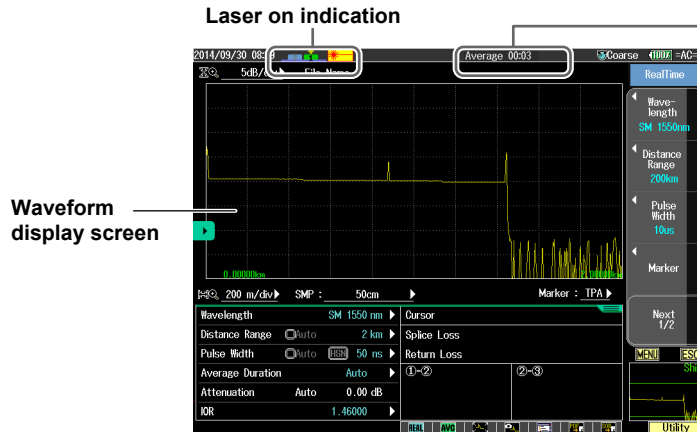 Laser on indication
2014/09/30 08:
Average 00:03
Coarse
100%
=AC=
5dB/
File Name
RealTime
Wave-
length
SM 1550nm
Distance
Range
200km
Pulse
Width
10us
Marker
Next
1/2
MENU
ESC
Waveform
display screen
0.00000km
200 m/div
SMP :
50cm
Marker : TPA
Wavelength
SM 1550 nm
Cursor
Distance Range
Auto
2 km
Splice Loss
Pulse Width
Auto
HSN
50 ns
Return Loss
Average Duration
Auto
①-②
②-③
Attenuation
Auto
0.00 dB
IOR
1.46000
REAL
AVG
Shi
Utility